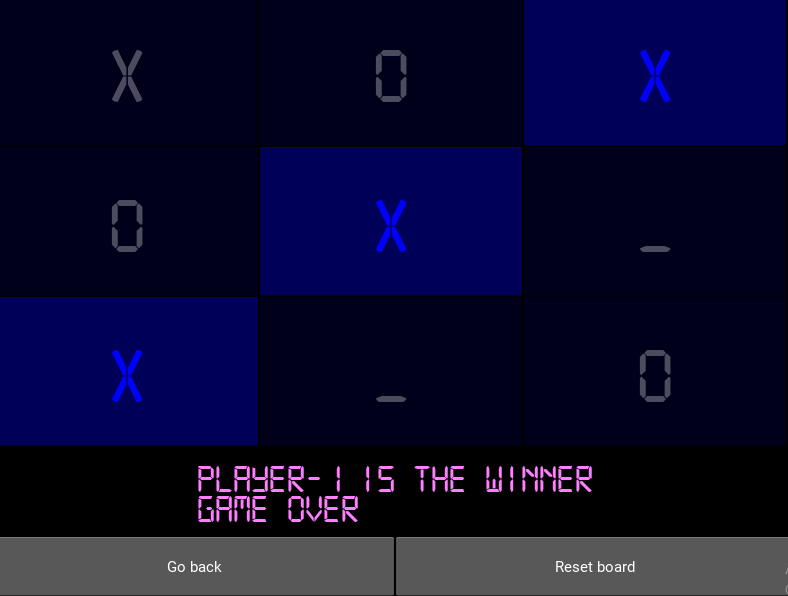 X O X
O X _
X _ O
PLAYER-1 IS THE WINNER
GAME OVER
Go back Reset board